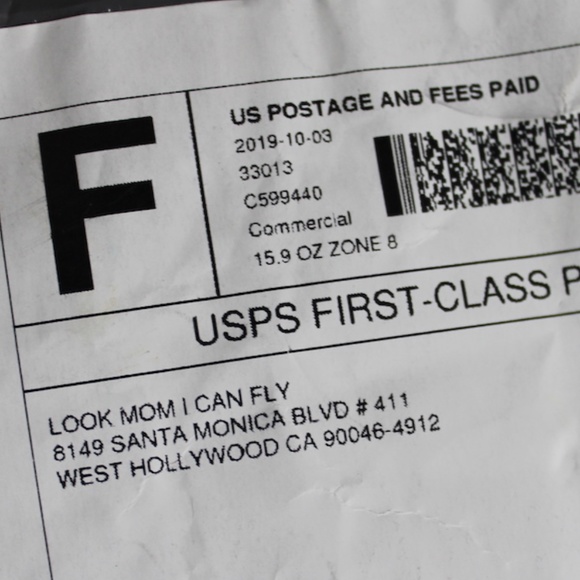 F
US POSTAGE AND FEES PAID
2019-10-03
33013
C599440
Commercial
15.9 OZ ZONE 8
USPS FIRST-CLASS P
LOOK MOM I CAN FLY
8149 SANTA MONICA BLVD # 411
WEST HOLLYWOOD CA 90046-4912